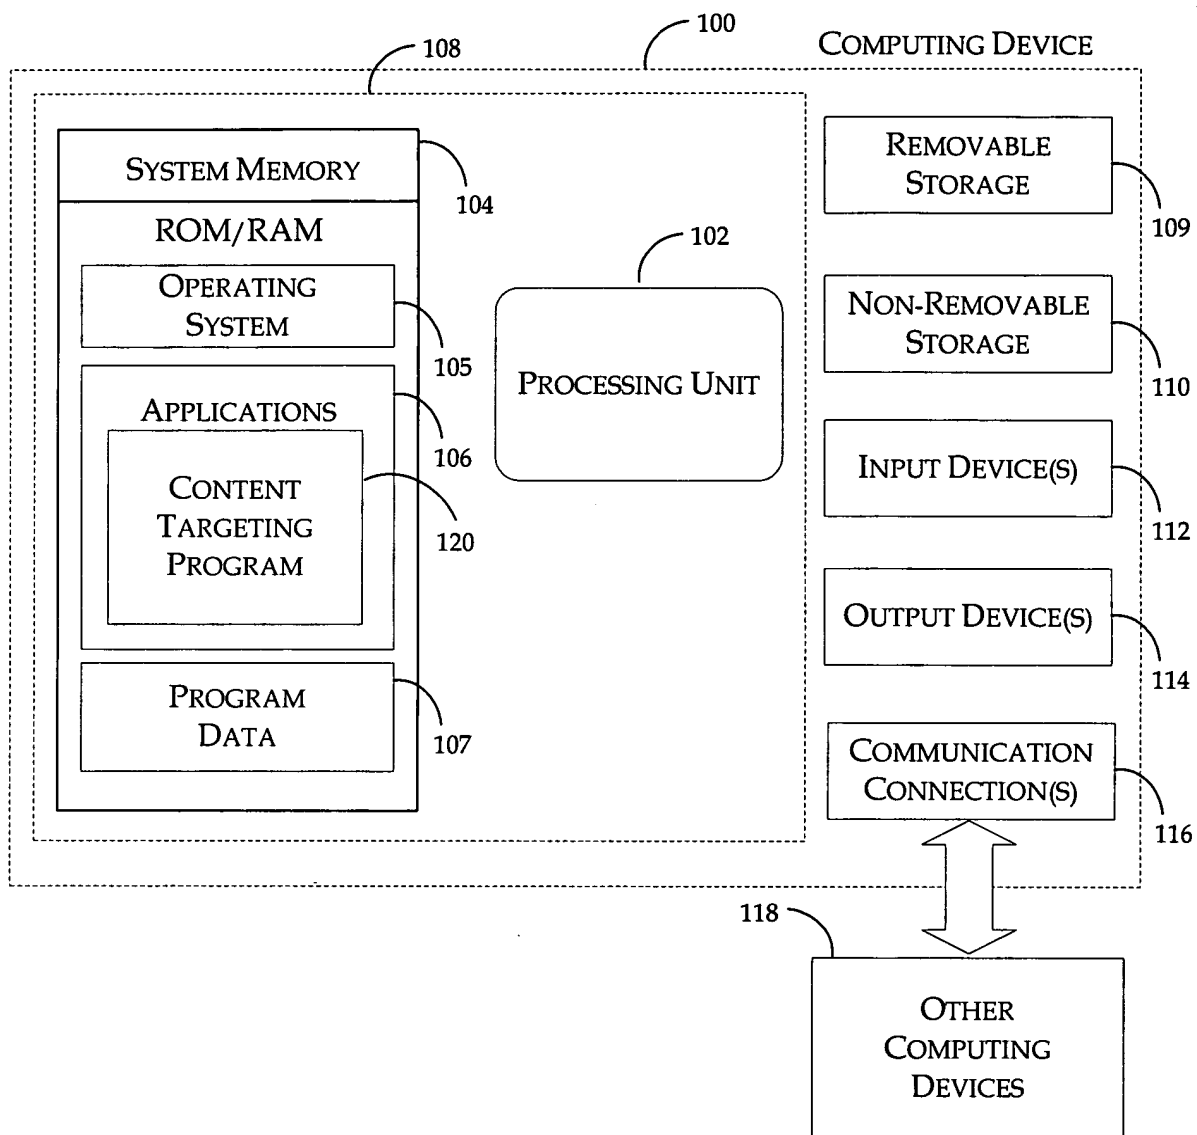 100
COMPUTING DEVICE
108
SYSTEM MEMORY
104
ROM/RAM
OPERATING
SYSTEM
105
APPLICATIONS
106
CONTENT
TARGETING
PROGRAM
120
PROGRAM
DATA
107
102
PROCESSING UNIT
REMOVABLE
STORAGE
109
NON-REMOVABLE
STORAGE
110
INPUT DEVICE(S)
112
OUTPUT DEVICE(S)
114
COMMUNICATION
CONNECTION(S)
116
118
OTHER
COMPUTING
DEVICES